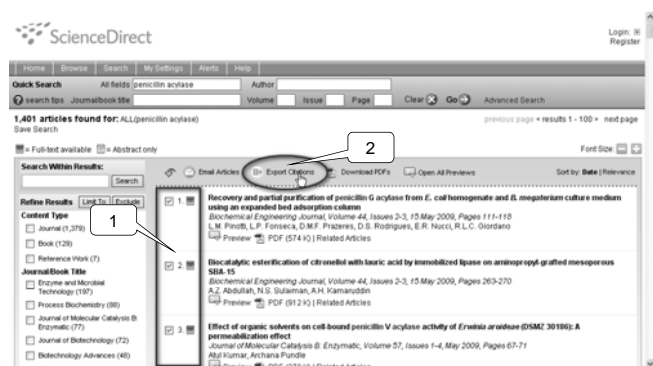 ScienceDirect
Login:
Register
Home Browse Search My Settings Alerts Help
Quick Search All fields penicillin acylase Author
search tips Journal/book title Volume Issue Page Clear Go Advanced Search
1,401 articles found for: ALL(penicillin acylase)
previous page < results 1 - 100 > next page
Save Search
= Full-text available = Abstract only
Font Size:
2
Search Within Results:
Search
Email Articles Export Citations Download PDFs Open All Previews
Sort by: Date | Relevance
Refine Results Limit To Exclude
Content Type
Journal (1,379)
Book (129)
Reference Work (7)
Journal/Book Title
Enzyme and Microbial
Technology (197)
Process Biochemistry (88)
Journal of Molecular Catalysis B:
Enzymatic (77)
Journal of Biotechnology (72)
Biotechnology Advances (48)
1
1. Recovery and partial purification of penicillin G acylase from E. coli homogenate and B. megaterium culture medium
using an expanded bed adsorption column
Biochemical Engineering Journal, Volume 44, Issues 2-3, 15 May 2009, Pages 111-118
L.M. Pinotti, L.P. Fonseca, D.M.F. Prazeres, D.S. Rodrigues, E.R. Nucci, R.L.C. Giordano
Preview PDF (574 K) | Related Articles
2. Biocatalytic esterification of citronellol with lauric acid by immobilized lipase on aminopropyl-grafted mesoporous
SBA-15
Biochemical Engineering Journal, Volume 44, Issues 2-3, 15 May 2009, Pages 263-270
A.Z. Abdullah, N.S. Sulaiman, A.H. Kamaruddin
Preview PDF (912 K) | Related Articles
3. Effect of organic solvents on cell-bound penicillin V acylase activity of Erwinia aroideae (DSMZ 30186): A
permeabilization effect
Journal of Molecular Catalysis B: Enzymatic, Volume 57, Issues 1-4, May 2009, Pages 67-71
Atul Kumar, Archana Pundle
Preview PDF Related Articles